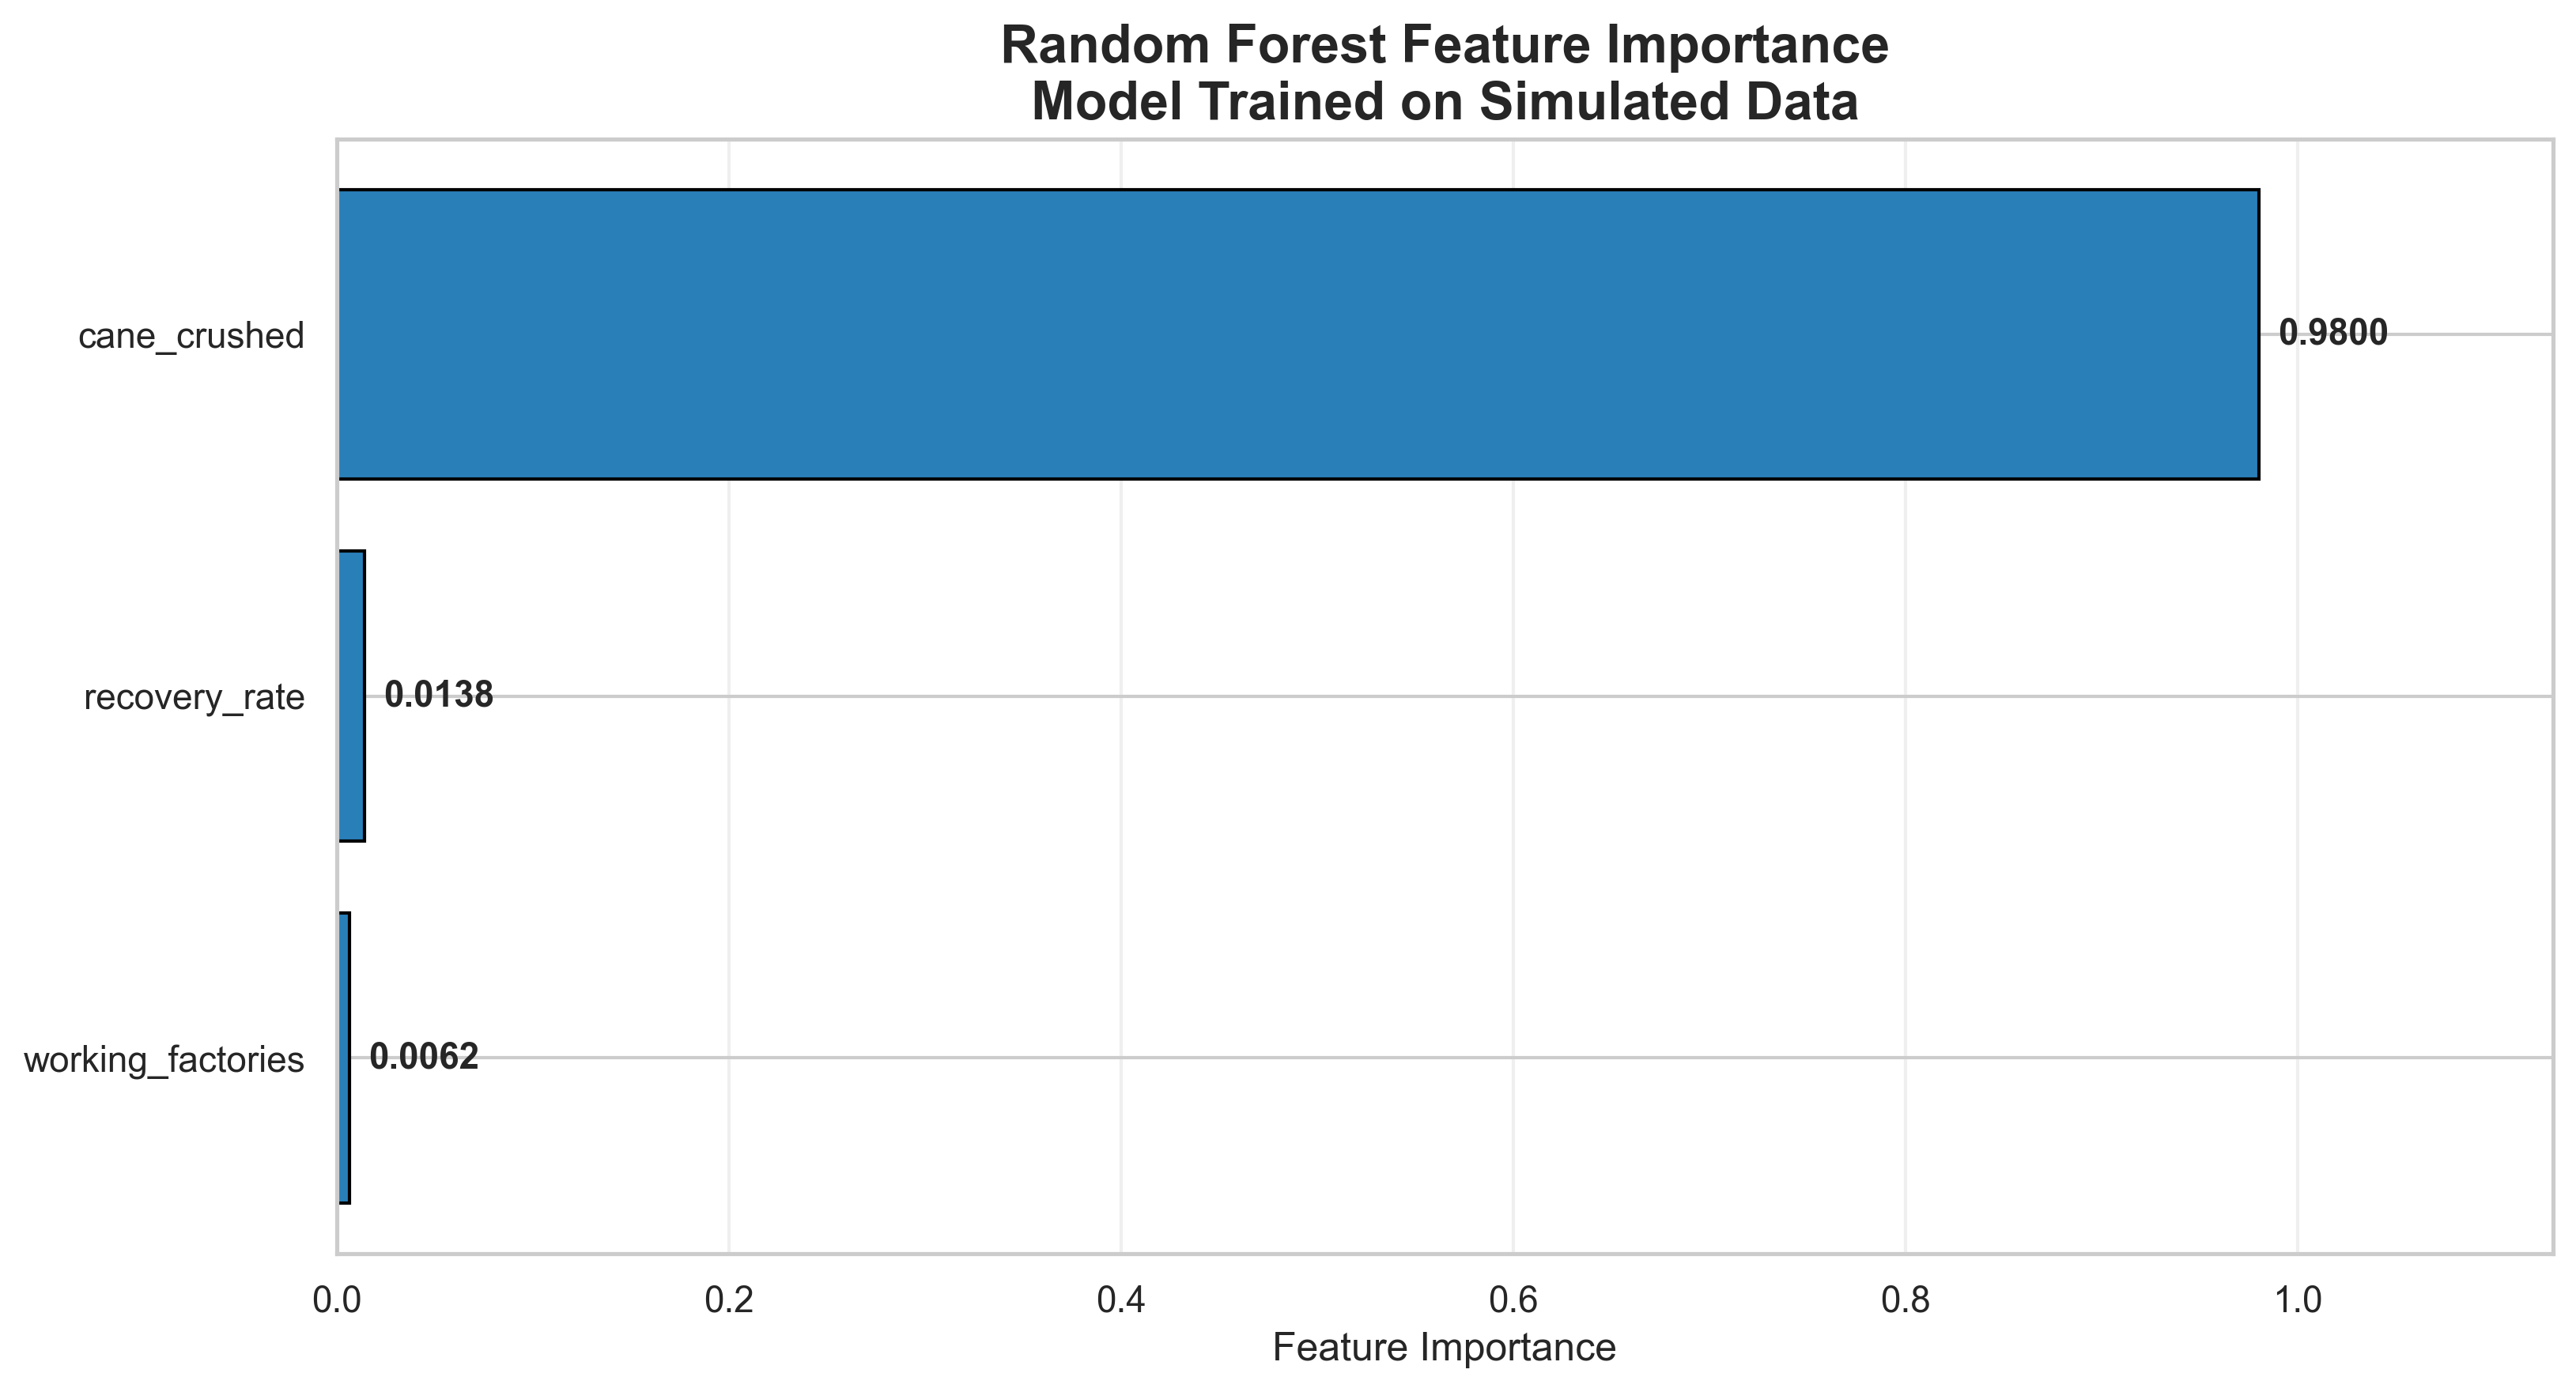 Random Forest Feature Importance
Model Trained on Simulated Data
cane_crushed
0.9800
recovery_rate
0.0138
working_factories
0.0062
0.0 0.2 0.4 0.6 0.8 1.0
Feature Importance